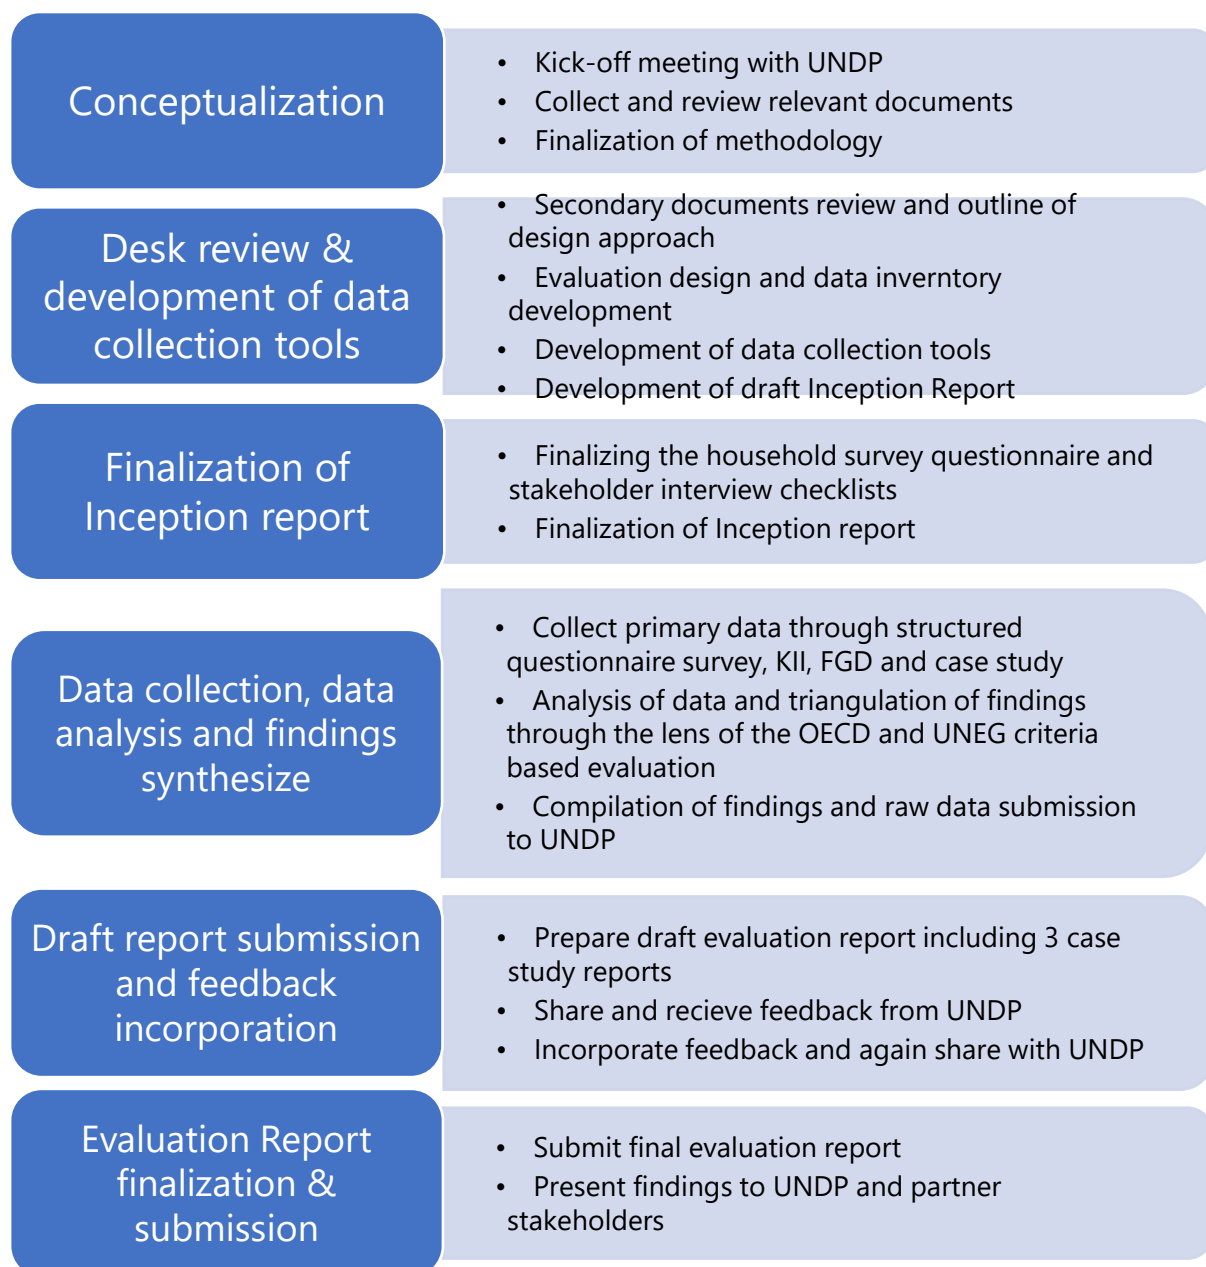 Conceptualization
• Kick-off meeting with UNDP
• Collect and review relevant documents
• Finalization of methodology
Desk review &
development of data
collection tools
• Secondary documents review and outline of
design approach
• Evaluation design and data inverntory
development
• Development of data collection tools
• Development of draft Inception Report
Finalization of
Inception report
• Finalizing the household survey questionnaire and
stakeholder interview checklists
• Finalization of Inception report
Data collection, data
analysis and findings
synthesize
• Collect primary data through structured
questionnaire survey, KII, FGD and case study
• Analysis of data and triangulation of findings
through the lens of the OECD and UNEG criteria
based evaluation
• Compilation of findings and raw data submission
to UNDP
Draft report submission
and feedback
incorporation
• Prepare draft evaluation report including 3 case
study reports
• Share and recieve feedback from UNDP
• Incorporate feedback and again share with UNDP
Evaluation Report
finalization &
submission
• Submit final evaluation report
• Present findings to UNDP and partner
stakeholders